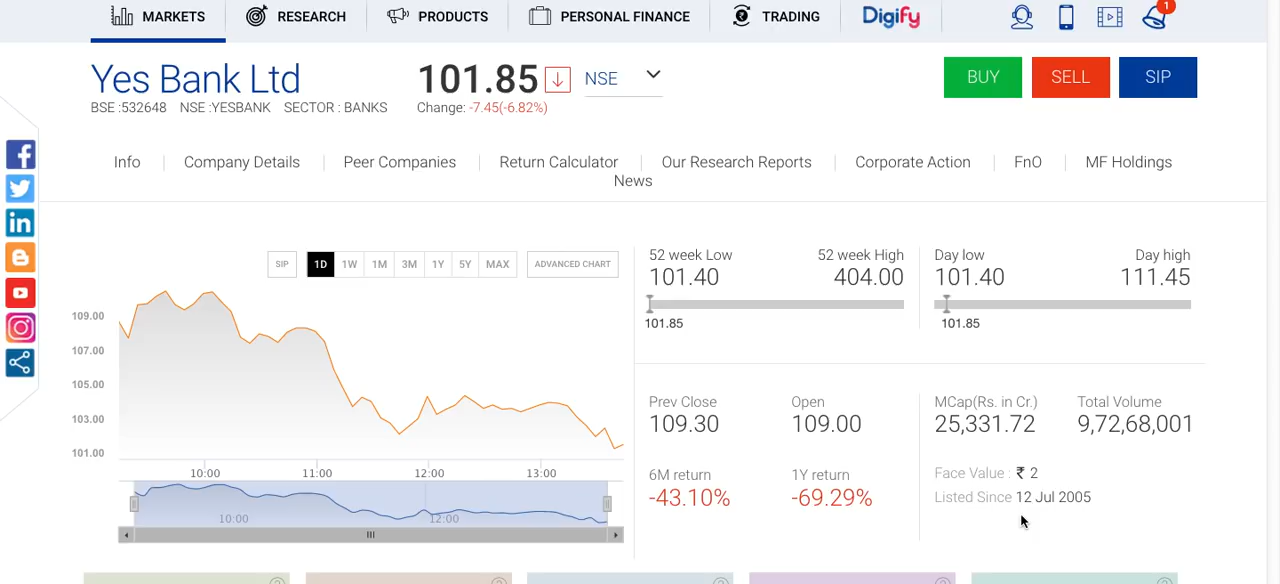 MARKETS RESEARCH PRODUCTS PERSONAL FINANCE TRADING Digify 1
Yes Bank Ltd 101.85 NSE BUY SELL SIP
BSE :532648 NSE :YESBANK SECTOR : BANKS Change: -7.45(-6.82%)
Info Company Details Peer Companies Return Calculator Our Research Reports Corporate Action FnO MF Holdings
News
SIP 1D 1W 1M 3M 1Y 5Y MAX ADVANCED CHART
109.00
107.00
105.00
103.00
101.00
10:00 11:00 12:00 13:00
10:00 12:00
52 week Low 52 week High
101.40 404.00
101.85
Day low Day high
101.40 111.45
101.85
Prev Close Open
109.30 109.00
6M return 1Y return
-43.10% -69.29%
MCap(Rs. in Cr.) Total Volume
25,331.72 9,72,68,001
Face Value : ₹ 2
Listed Since 12 Jul 2005